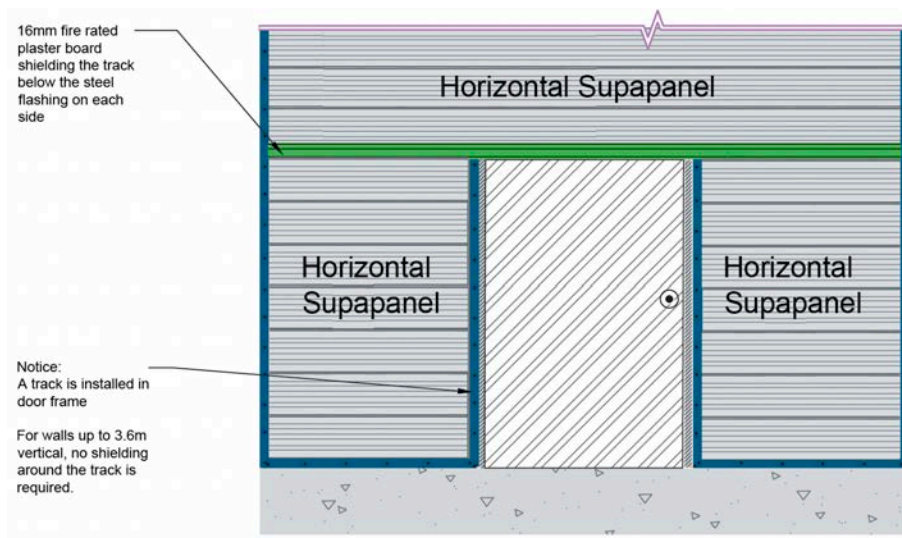 16mm fire rated
plaster board
shielding the track
below the steel
flashing on each
side
Horizontal Supapanel
Horizontal
Supapanel
Horizontal
Supapanel
Notice:
A track is installed in
door frame
For walls up to 3.6m
vertical, no shielding
around the track is
required.